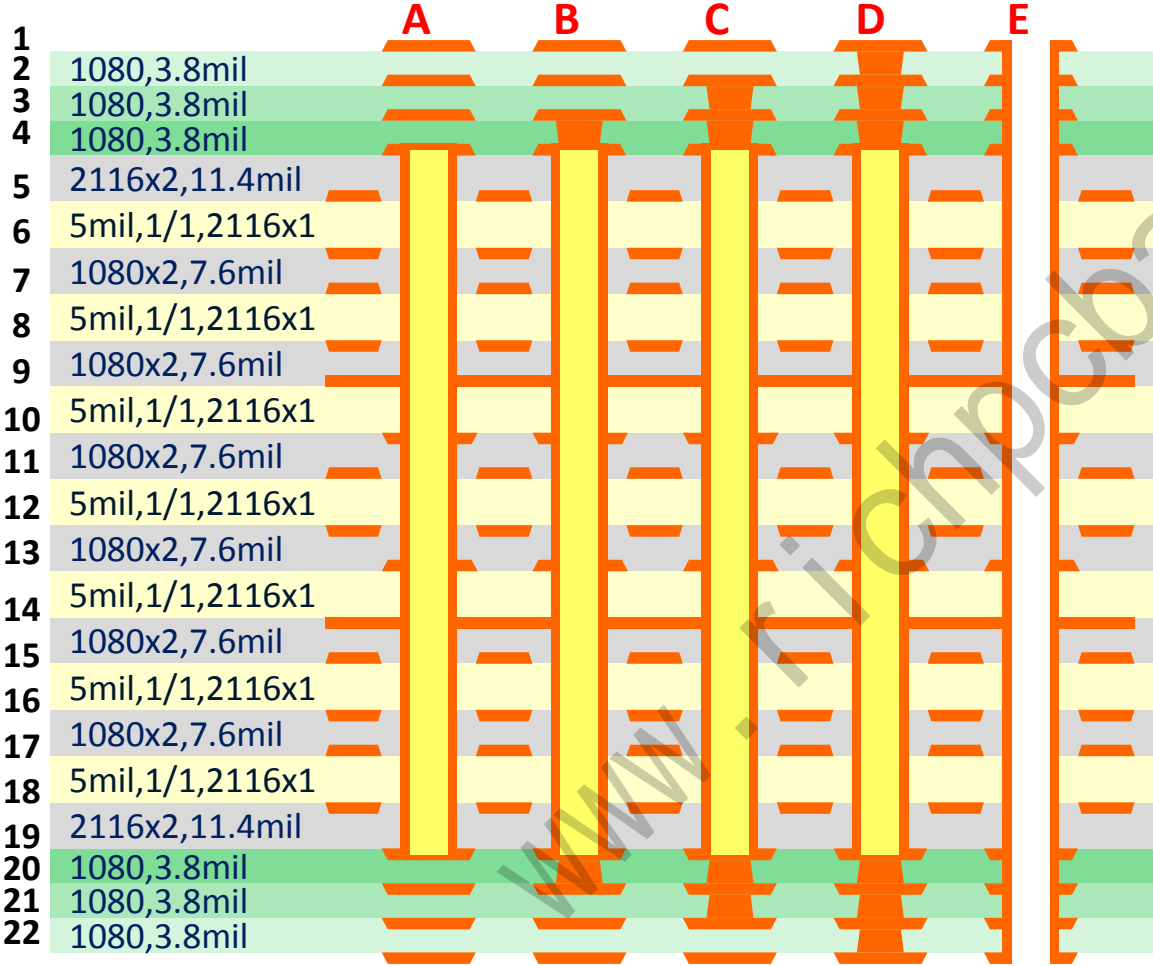 A B C D E
1
2 1080,3.8mil
3 1080,3.8mil
4 1080,3.8mil
5 2116x2,11.4mil
6 5mil,1/1,2116x1
7 1080x2,7.6mil
8 5mil,1/1,2116x1
9 1080x2,7.6mil
10 5mil,1/1,2116x1
11 1080x2,7.6mil
12 5mil,1/1,2116x1
13 1080x2,7.6mil
14 5mil,1/1,2116x1
15 1080x2,7.6mil
16 5mil,1/1,2116x1
17 1080x2,7.6mil
18 5mil,1/1,2116x1
19 2116x2,11.4mil
20 1080,3.8mil
21 1080,3.8mil
22 1080,3.8mil
www.richpcba